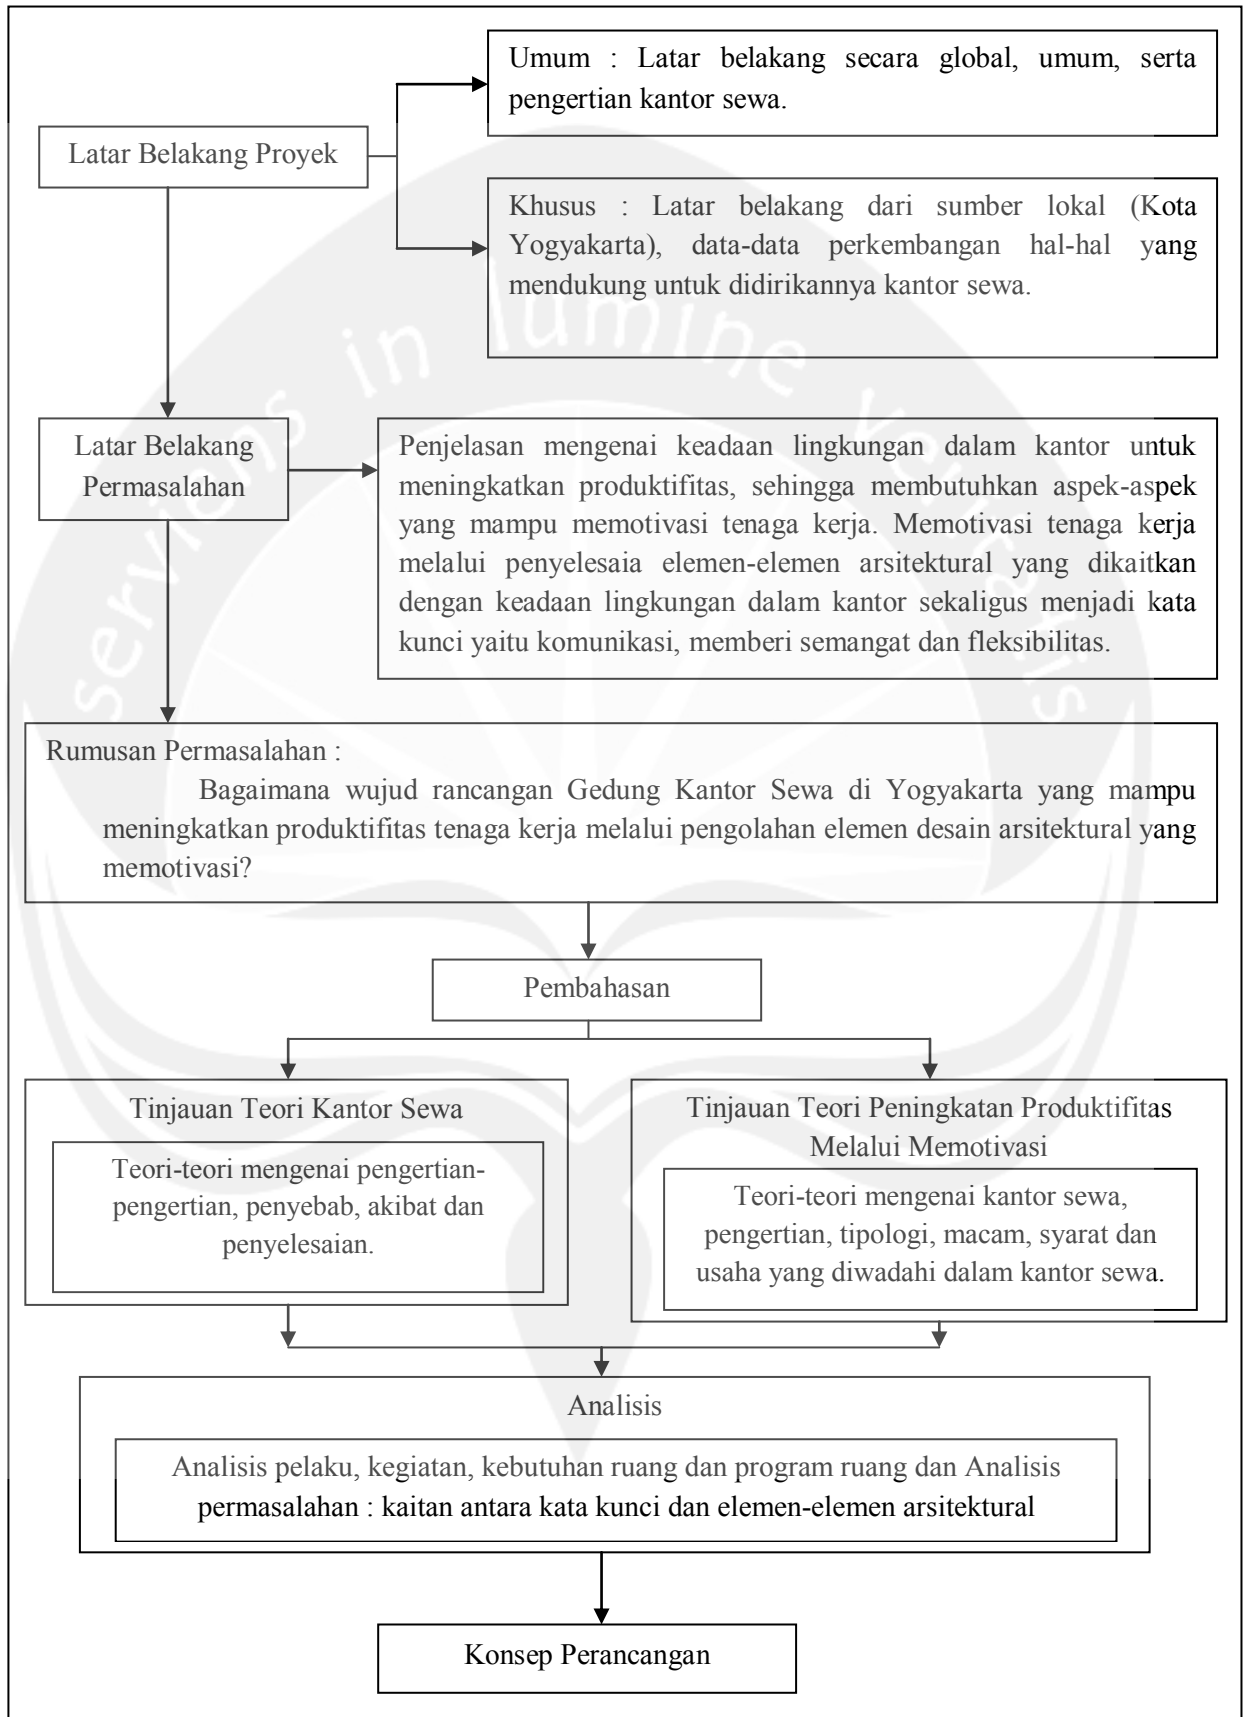 Umum : Latar belakang secara global, umum, serta
pengertian kantor sewa.
Latar Belakang Proyek
Khusus : Latar belakang dari sumber lokal (Kota
Yogyakarta), data-data perkembangan hal-hal yang
mendukung untuk didirikannya kantor sewa.
Latar Belakang
Permasalahan
Penjelasan mengenai keadaan lingkungan dalam kantor untuk
meningkatkan produktifitas, sehingga membutuhkan aspek-aspek
yang mampu memotivasi tenaga kerja. Memotivasi tenaga kerja
melalui penyelesaia elemen-elemen arsitektural yang dikaitkan
dengan keadaan lingkungan dalam kantor sekaligus menjadi kata
kunci yaitu komunikasi, memberi semangat dan fleksibilitas.
Rumusan Permasalahan :
Bagaimana wujud rancangan Gedung Kantor Sewa di Yogyakarta yang mampu
meningkatkan produktifitas tenaga kerja melalui pengolahan elemen desain arsitektural yang
memotivasi?
Pembahasan
Tinjauan Teori Kantor Sewa
Teori-teori mengenai pengertian-
pengertian, penyebab, akibat dan
penyelesaian.
Tinjauan Teori Peningkatan Produktifitas
Melalui Memotivasi
Teori-teori mengenai kantor sewa,
pengertian, tipologi, macam, syarat dan
usaha yang diwadahi dalam kantor sewa.
Analisis
Analisis pelaku, kegiatan, kebutuhan ruang dan program ruang dan Analisis
permasalahan : kaitan antara kata kunci dan elemen-elemen arsitektural
Konsep Perancangan
serviens in lumine veritatis